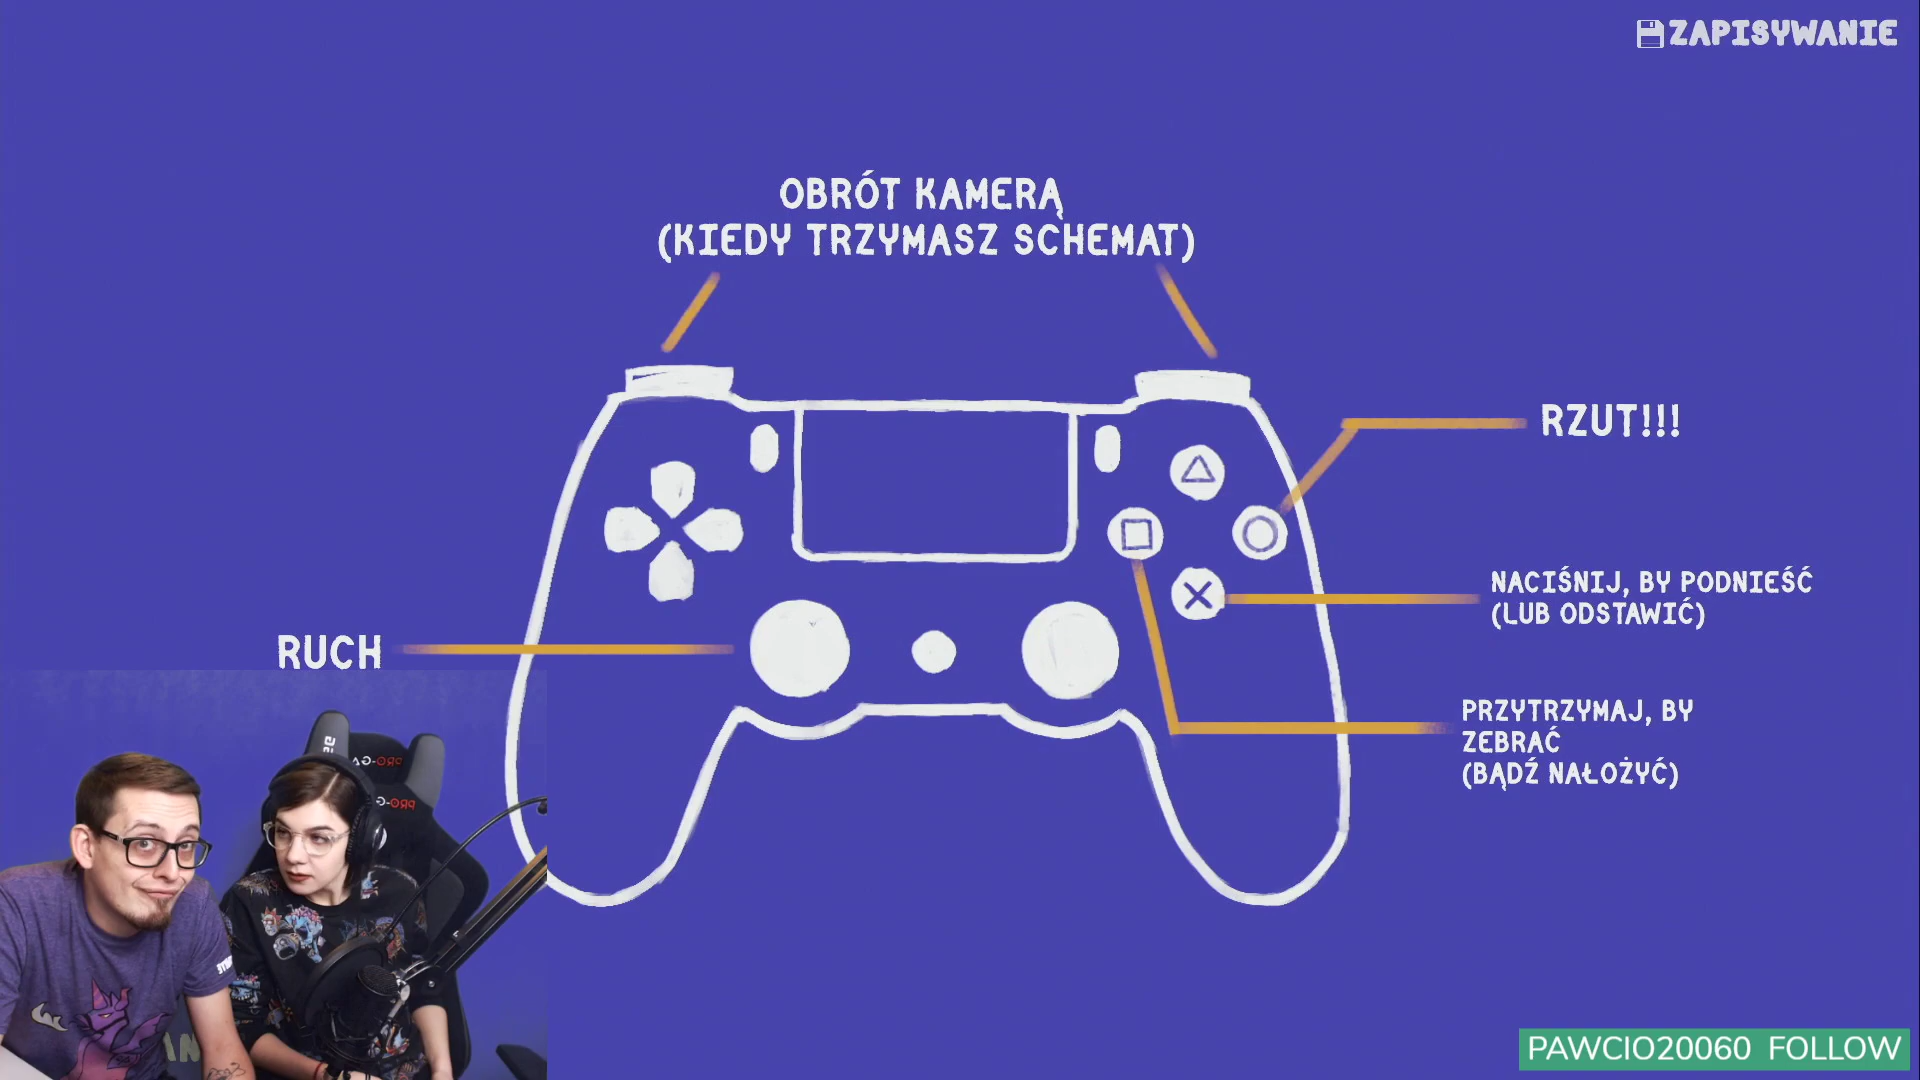 ZAPISYWANIE
OBRÓT KAMERĄ
(KIEDY TRZYMASZ SCHEMAT)
RZUT!!!
NACIŚNIJ, BY PODNIEŚĆ
(LUB ODSTAWIĆ)
RUCH
PRZYTRZYMAJ, BY
ZEBRAĆ
(BĄDŹ NAŁOŻYĆ)
PAWCIO20060 FOLLOW